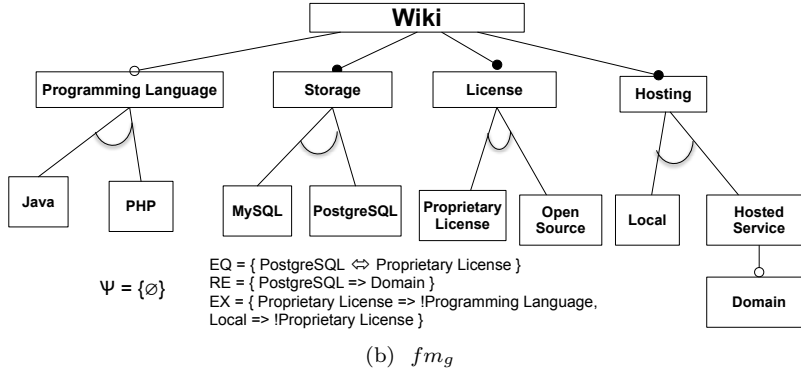 Wiki
Programming Language
Storage
License
Hosting
Java
PHP
MySQL
PostgreSQL
Proprietary
License
Open
Source
Local
Hosted
Service
Domain
Ψ = {∅}
EQ = { PostgreSQL ⇔ Proprietary License }
RE = { PostgreSQL => Domain }
EX = { Proprietary License => !Programming Language,
Local => !Proprietary License }
(b) fm_g